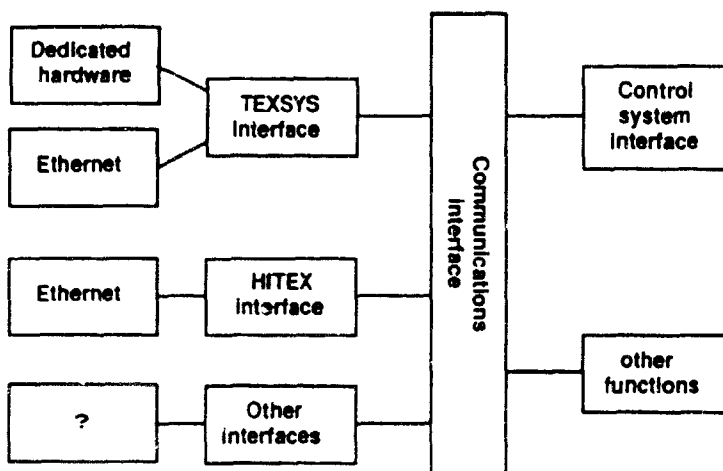 Dedicated
hardware
TEXSYS
Interface
Ethernet
Ethernet
HITEX
interface
?
Other
interfaces
Communications
interface
Control
system
interface
other
functions